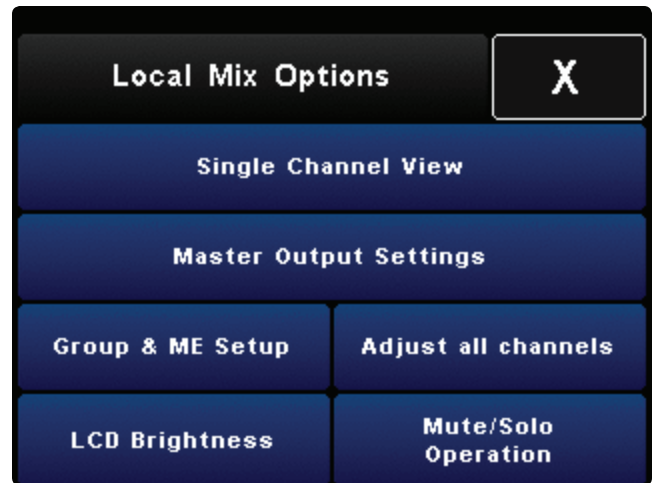 Local Mix Options
X
Single Channel View
Master Output Settings
Group & ME Setup
Adjust all channels
LCD Brightness
Mute/Solo
Operation